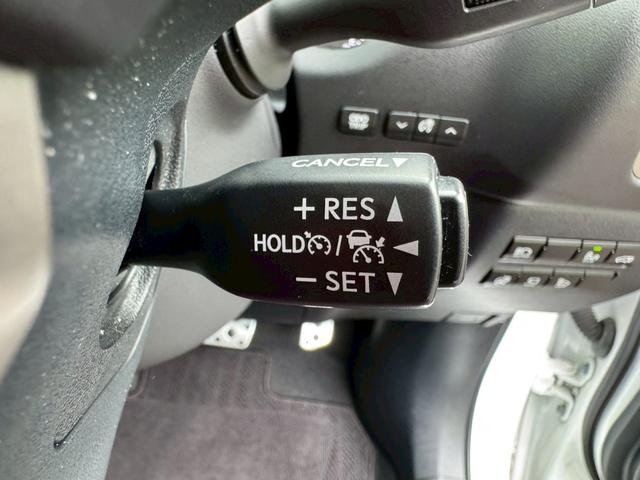 CANCEL▼
+ RES ▲
HOLD / ◀
− SET ▼